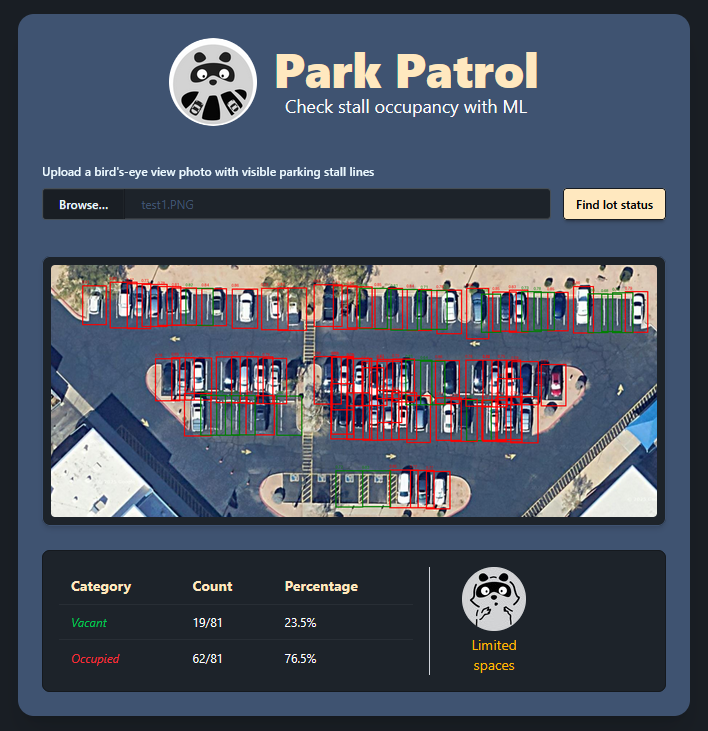 Park Patrol
Check stall occupancy with ML
Upload a bird's-eye view photo with visible parking stall lines
Browse... test1.PNG Find lot status
Category Count Percentage
Vacant 19/81 23.5%
Occupied 62/81 76.5%
Limited
spaces